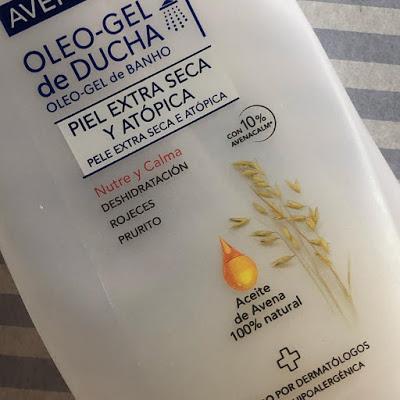 OLEO-GEL
de DUCHA
OLEO-GEL de BANHO
PIEL EXTRA SECA
Y ATÓPICA
PELE EXTRA SECA E ATÓPICA
Nutre y Calma
DESHIDRATACIÓN
ROJECES
PRURITO
CON 10%
AVENACALM*
Aceite
de Avena
100% natural
POR DERMATÓLOGOS